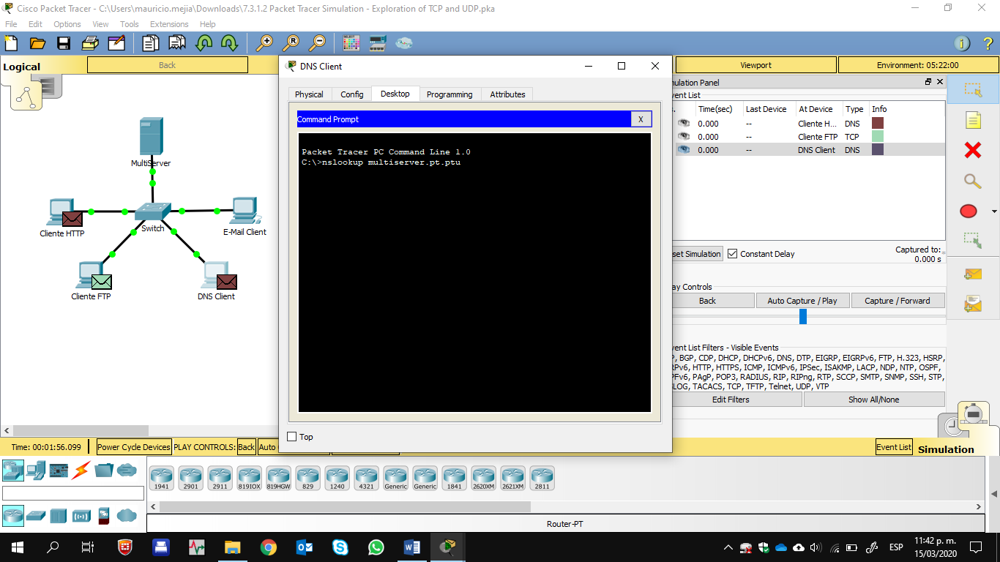 Cisco Packet Tracer - C:\Users\mauricio.mejia\Downloads\7.3.1.2 Packet Tracer Simulation - Exploration of TCP and UDP.pka
File Edit Options View Tools Extensions Help
Logical
Back
Viewport
Environment: 05:22:00
MultiServer
Switch
Cliente HTTP
E-Mail Client
Cliente FTP
DNS Client
DNS Client
Physical Config Desktop Programming Attributes
Command Prompt
X
Packet Tracer PC Command Line 1.0
C:\>nslookup multiserver.pt.ptu
Top
ulation Panel
vent List
Time(sec) Last Device At Device Type Info
0.000 -- Cliente H... DNS
0.000 -- Cliente FTP TCP
0.000 -- DNS Client DNS
set Simulation
Constant Delay
Captured to:
0.000 s
ay Controls
Back
Auto Capture / Play
Capture / Forward
vent List Filters - Visible Events
P, BGP, CDP, DHCP, DHCPv6, DNS, DTP, EIGRP, EIGRPv6, FTP, H.323, HSRP,
RPv6, HTTP, HTTPS, ICMP, ICMPv6, IPSec, ISAKMP, LACP, NDP, NTP, OSPF,
PFv6, PAgP, POP3, RADIUS, RIP, RIPng, RTP, SCCP, SMTP, SNMP, SSH, STP,
LOG, TACACS, TCP, TFTP, Telnet, UDP, VTP
Edit Filters
Show All/None
Time: 00:01:56.099
Power Cycle Devices
PLAY CONTROLS:
Back
Auto
Event List
Simulation
1941 2901 2911 819IOX 819HGW 829 1240 4321 Generic Generic 1841 2620XM 2621XM 2811
Router-PT
ESP
11:42 p. m.
15/03/2020